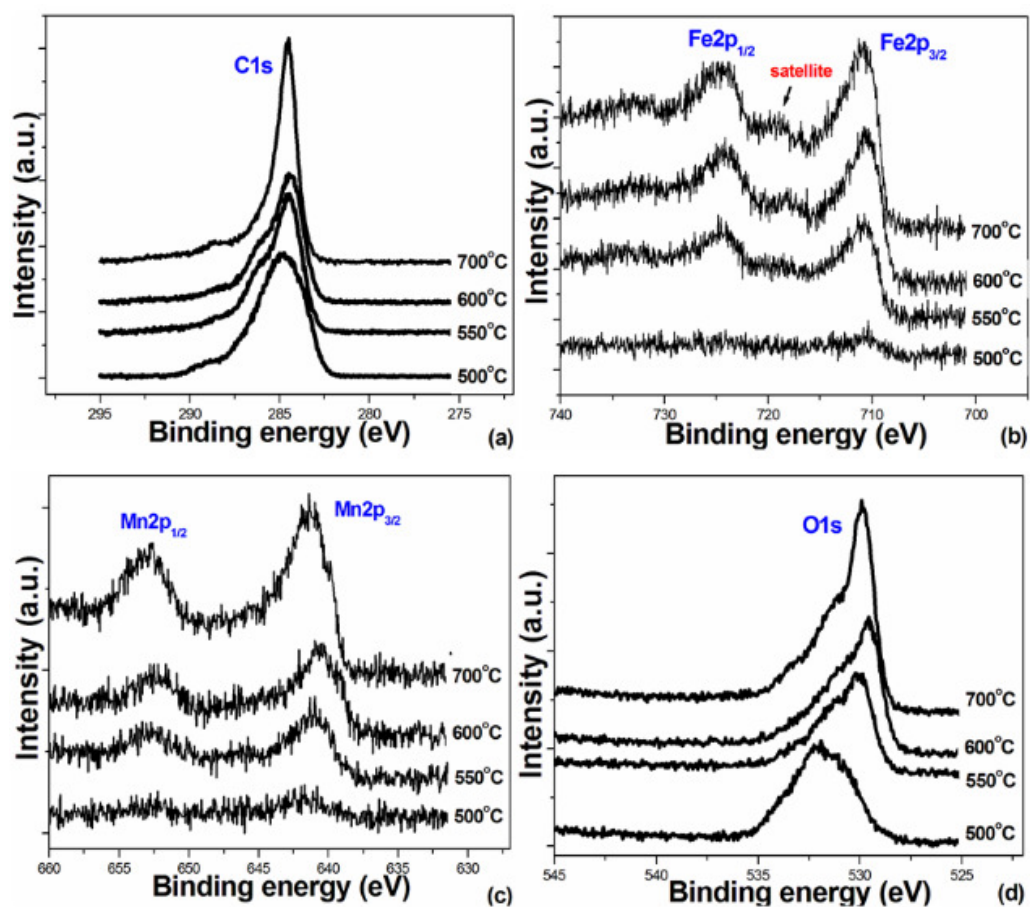 C1s
Intensity (a.u.)
700°C
600°C
550°C
500°C
295 290 285 280 275
Binding energy (eV)
(a)
Fe2p1/2
Fe2p3/2
satellite
Intensity (a.u.)
700°C
600°C
550°C
500°C
740 730 720 710 700
Binding energy (eV)
(b)
Mn2p1/2
Mn2p3/2
Intensity (a.u.)
700°C
600°C
550°C
500°C
660 655 650 645 640 635 630
Binding energy (eV)
(c)
O1s
Intensity (a.u.)
700°C
600°C
550°C
500°C
545 540 535 530 525
Binding energy (eV)
(d)